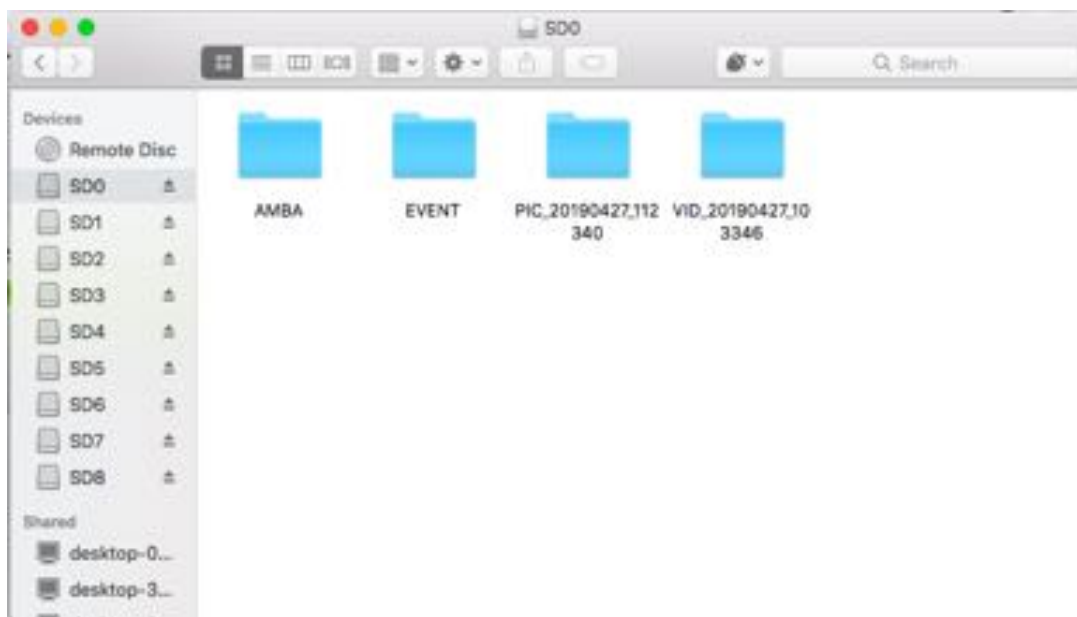 SD0
Search
Devices
Remote Disc
SD0
SD1
SD2
SD3
SD4
SD5
SD6
SD7
SD8
Shared
desktop-0...
desktop-3...
AMBA
EVENT
PIC_20190427_112
340
VID_20190427_10
3346